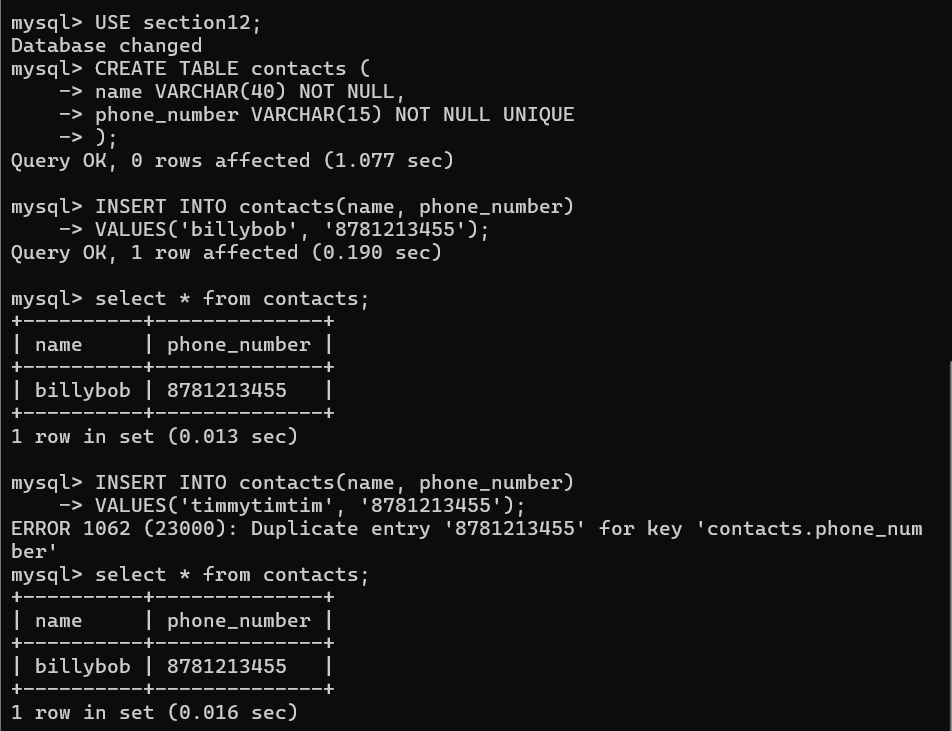 mysql> USE section12;
Database changed
mysql> CREATE TABLE contacts (
    -> name VARCHAR(40) NOT NULL,
    -> phone_number VARCHAR(15) NOT NULL UNIQUE
    -> );
Query OK, 0 rows affected (1.077 sec)

mysql> INSERT INTO contacts(name, phone_number)
    -> VALUES('billybob', '8781213455');
Query OK, 1 row affected (0.190 sec)

mysql> select * from contacts;
+----------+--------------+
| name     | phone_number |
+----------+--------------+
| billybob | 8781213455   |
+----------+--------------+
1 row in set (0.013 sec)

mysql> INSERT INTO contacts(name, phone_number)
    -> VALUES('timmytimtim', '8781213455');
ERROR 1062 (23000): Duplicate entry '8781213455' for key 'contacts.phone_num
ber'
mysql> select * from contacts;
+----------+--------------+
| name     | phone_number |
+----------+--------------+
| billybob | 8781213455   |
+----------+--------------+
1 row in set (0.016 sec)